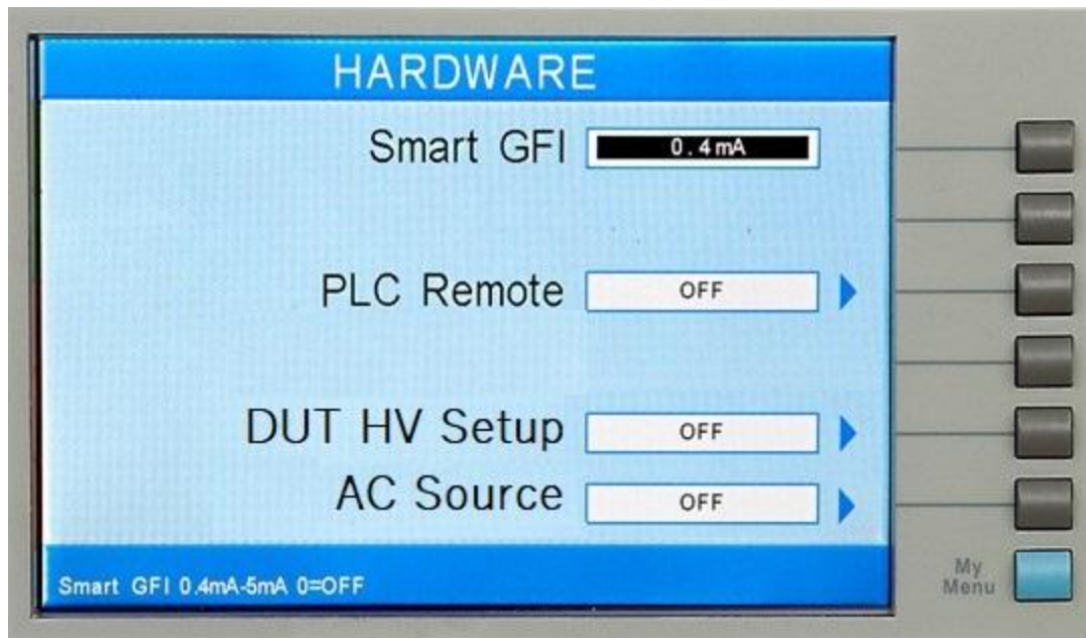 HARDWARE
Smart GFI 0.4mA
PLC Remote OFF
DUT HV Setup OFF
AC Source OFF
Smart GFI 0.4mA-5mA 0=OFF
My
Menu